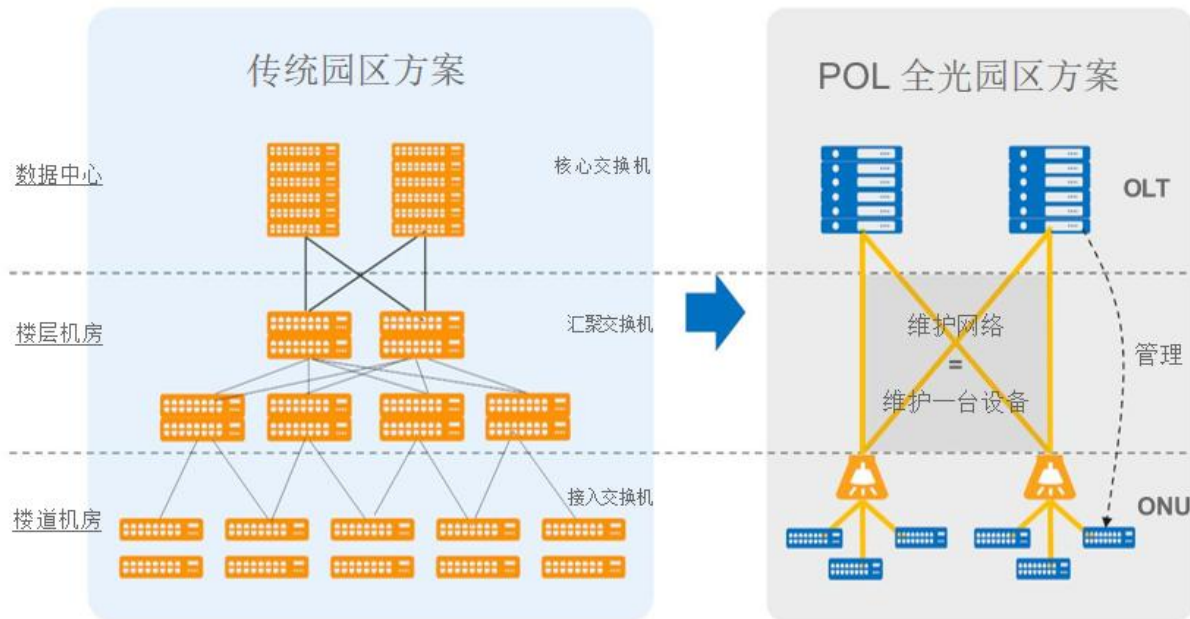 传统园区方案
数据中心
核心交换机
楼层机房
汇聚交换机
楼道机房
接入交换机
POL 全光园区方案
OLT
维护网络
=
维护一台设备
管理
ONU